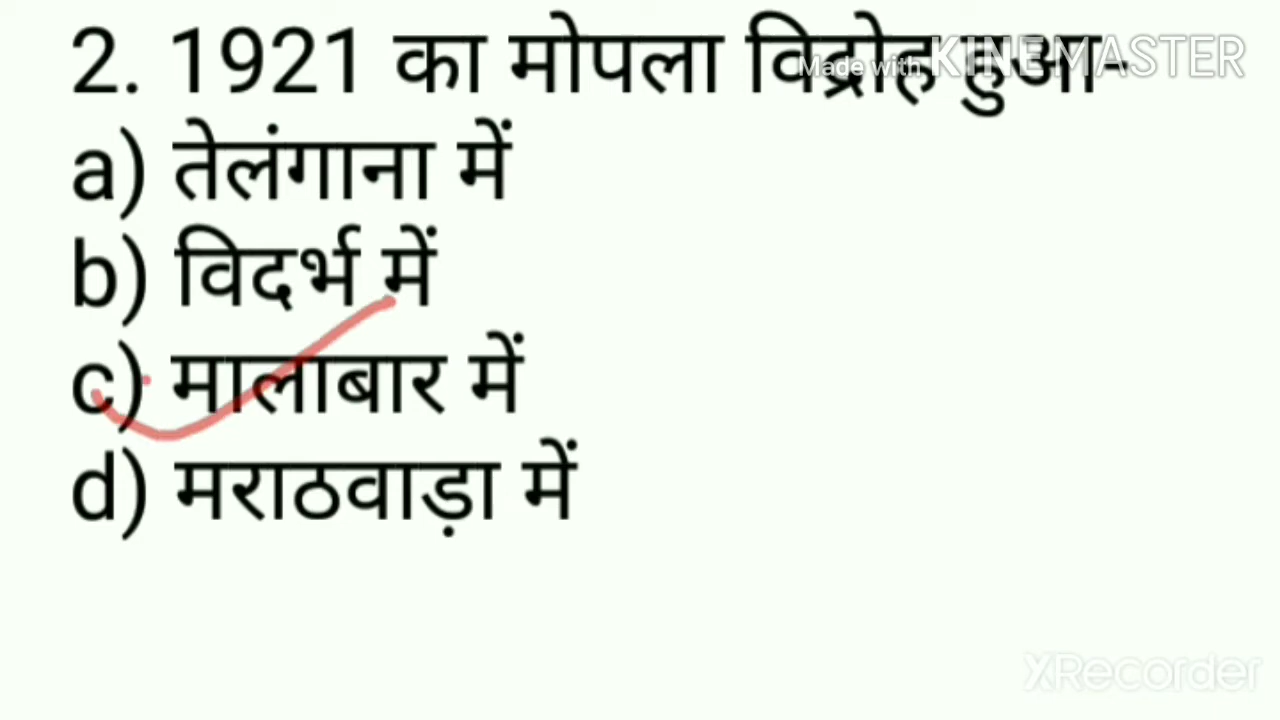 2. 1921 का मोपला विद्रोह हुआ-
Made with KINEMASTER
a) तेलंगाना में
b) विदर्भ में
c) मालाबार में
d) मराठवाड़ा में
XRecorder